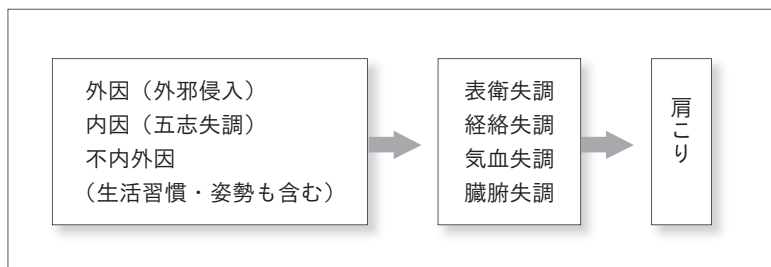 外因（外邪侵入）
内因（五志失調）
不内外因
（生活習慣・姿勢も含む）
表衛失調
経絡失調
気血失調
臓腑失調
肩こり